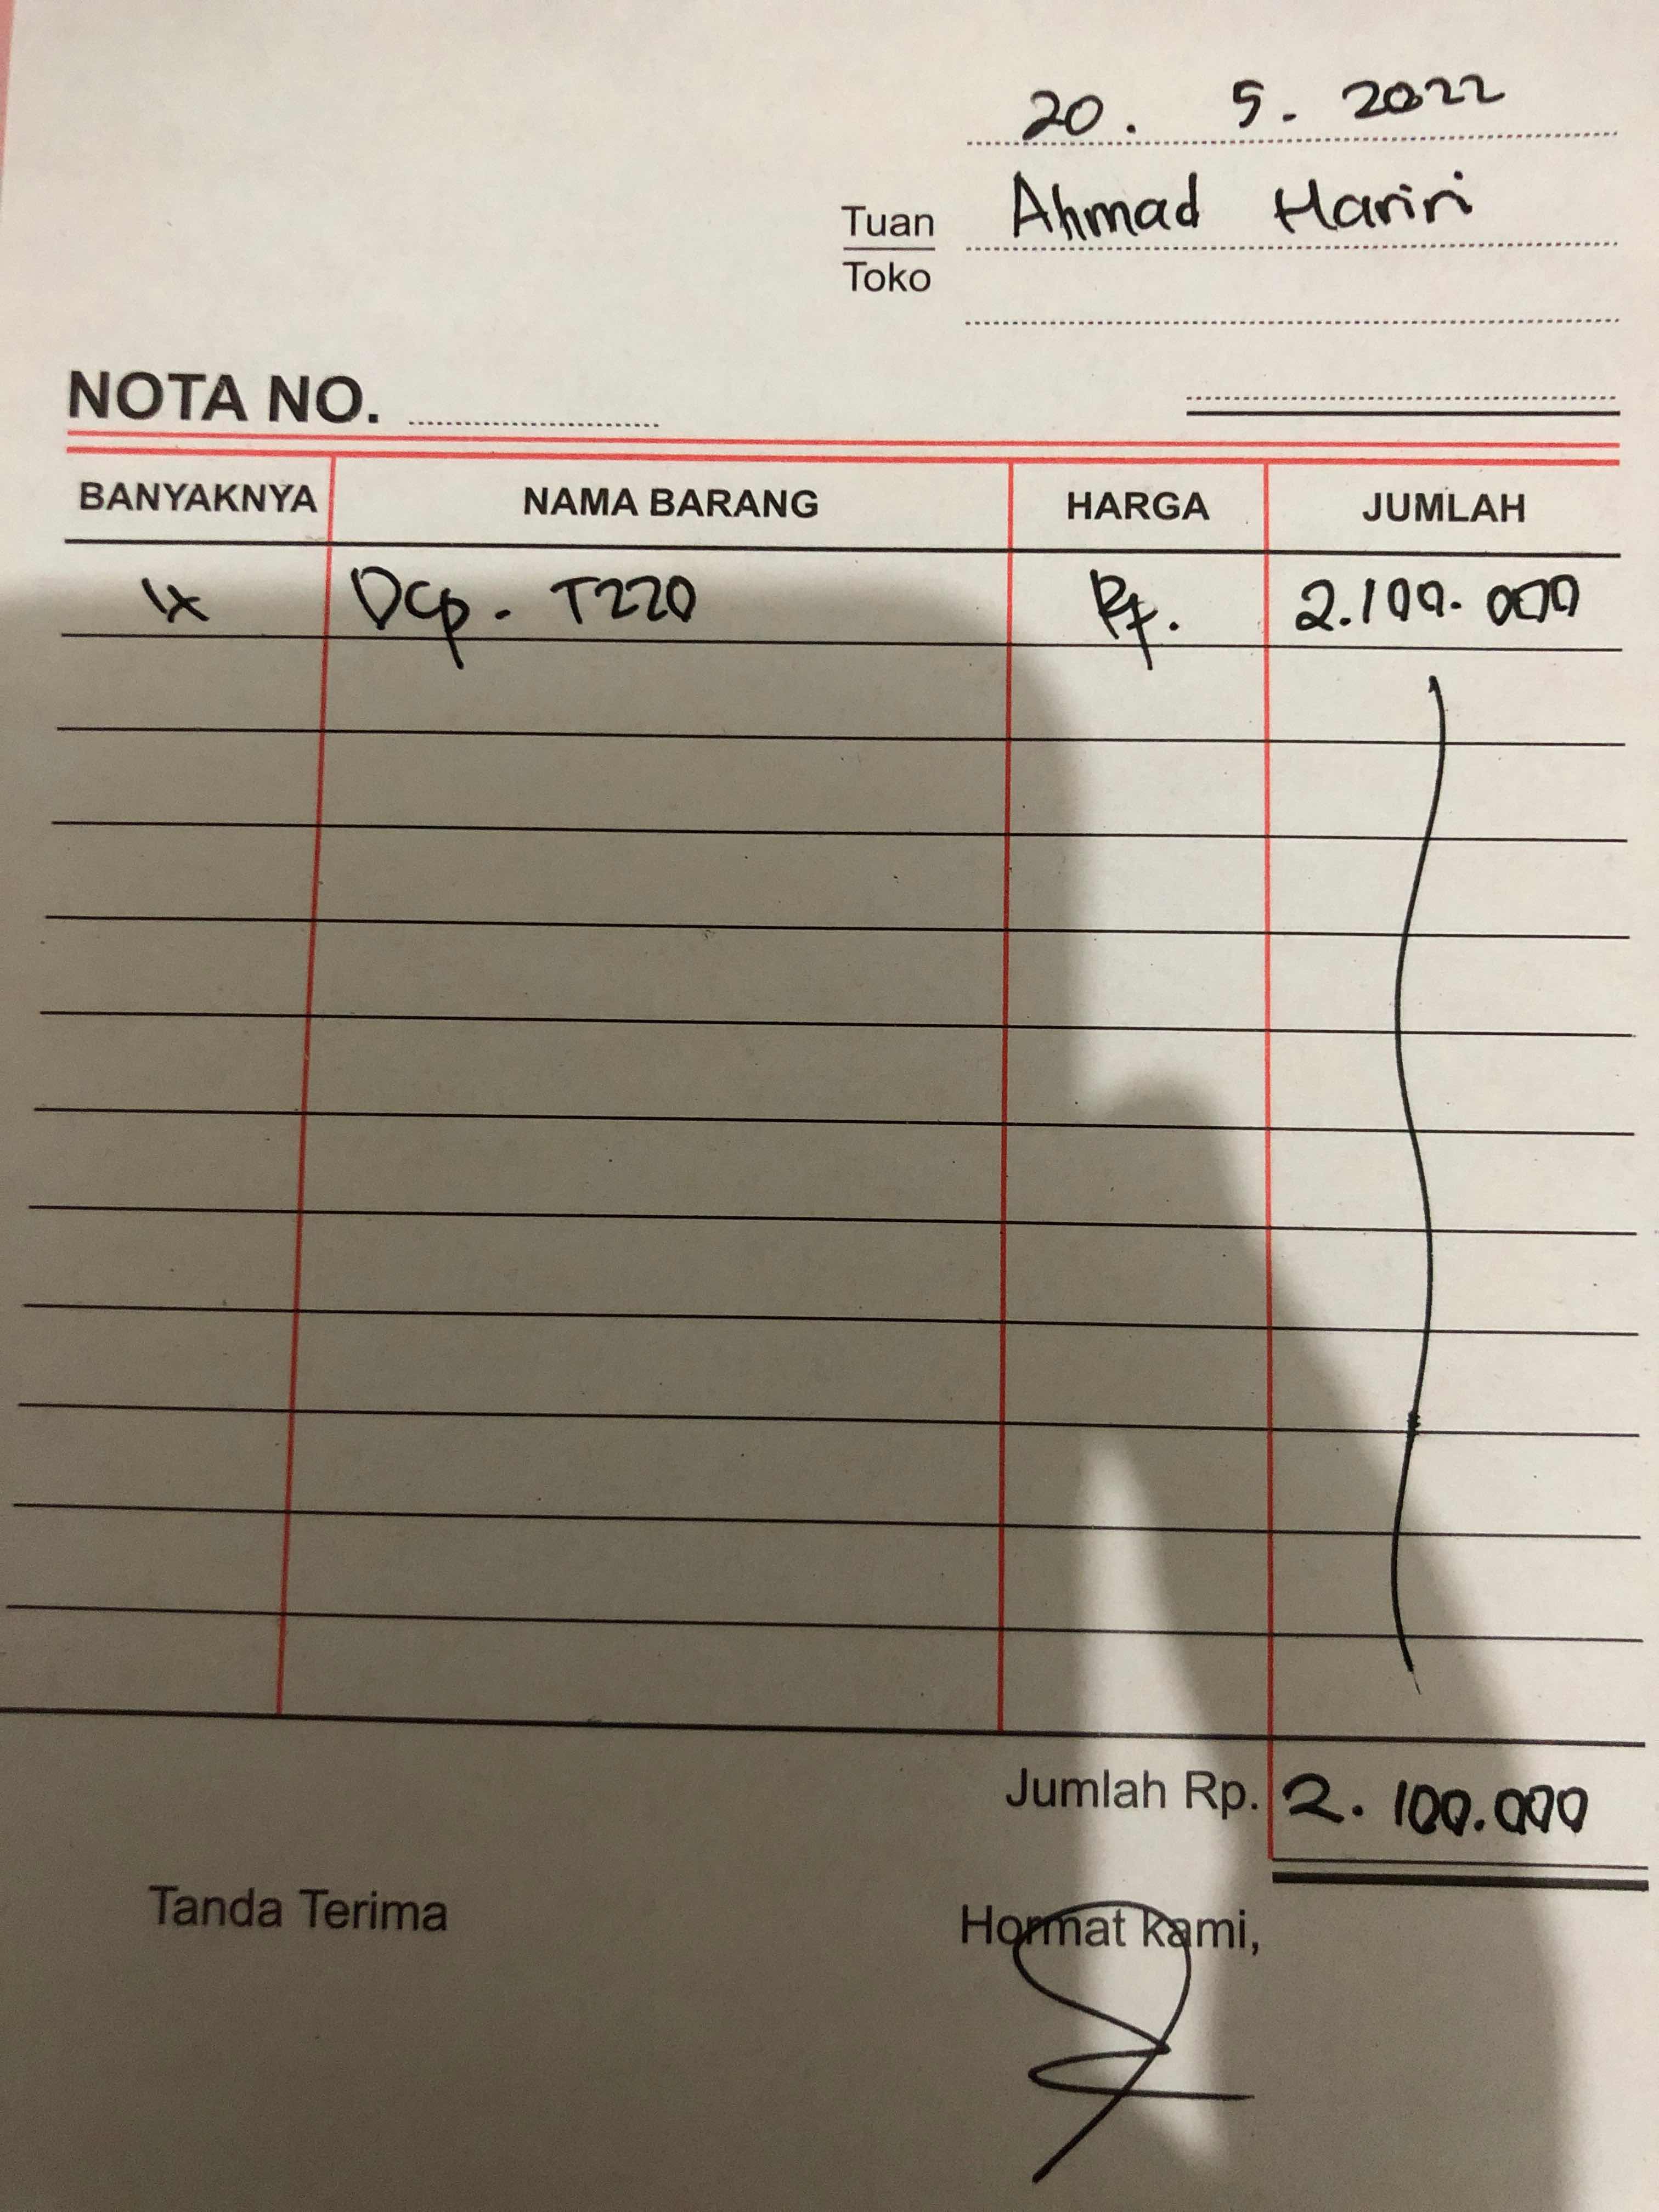 20. 5. 2022
Tuan Ahmad Hariri
Toko
NOTA NO.
BANYAKNYA NAMA BARANG HARGA JUMLAH
1x Dcp - T220 Rp. 2.100.000
Jumlah Rp. 2.100.000
Tanda Terima Hormat kami,